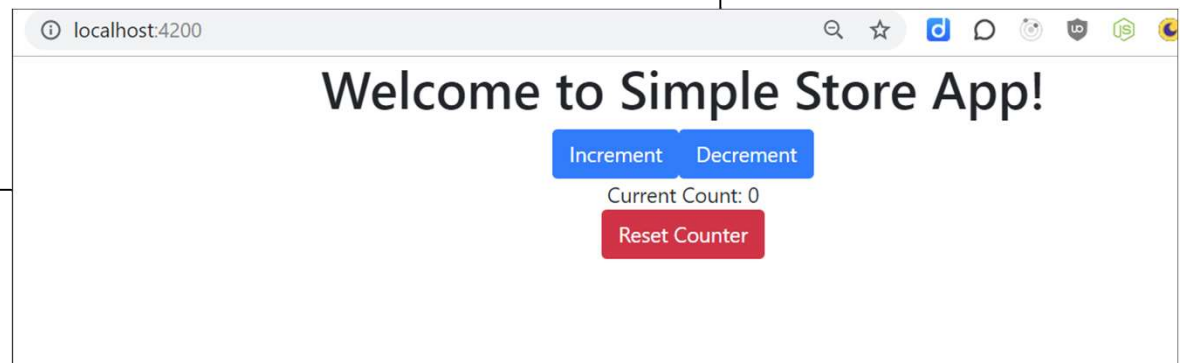 localhost:4200
Welcome to Simple Store App!
Increment Decrement
Current Count: 0
Reset Counter